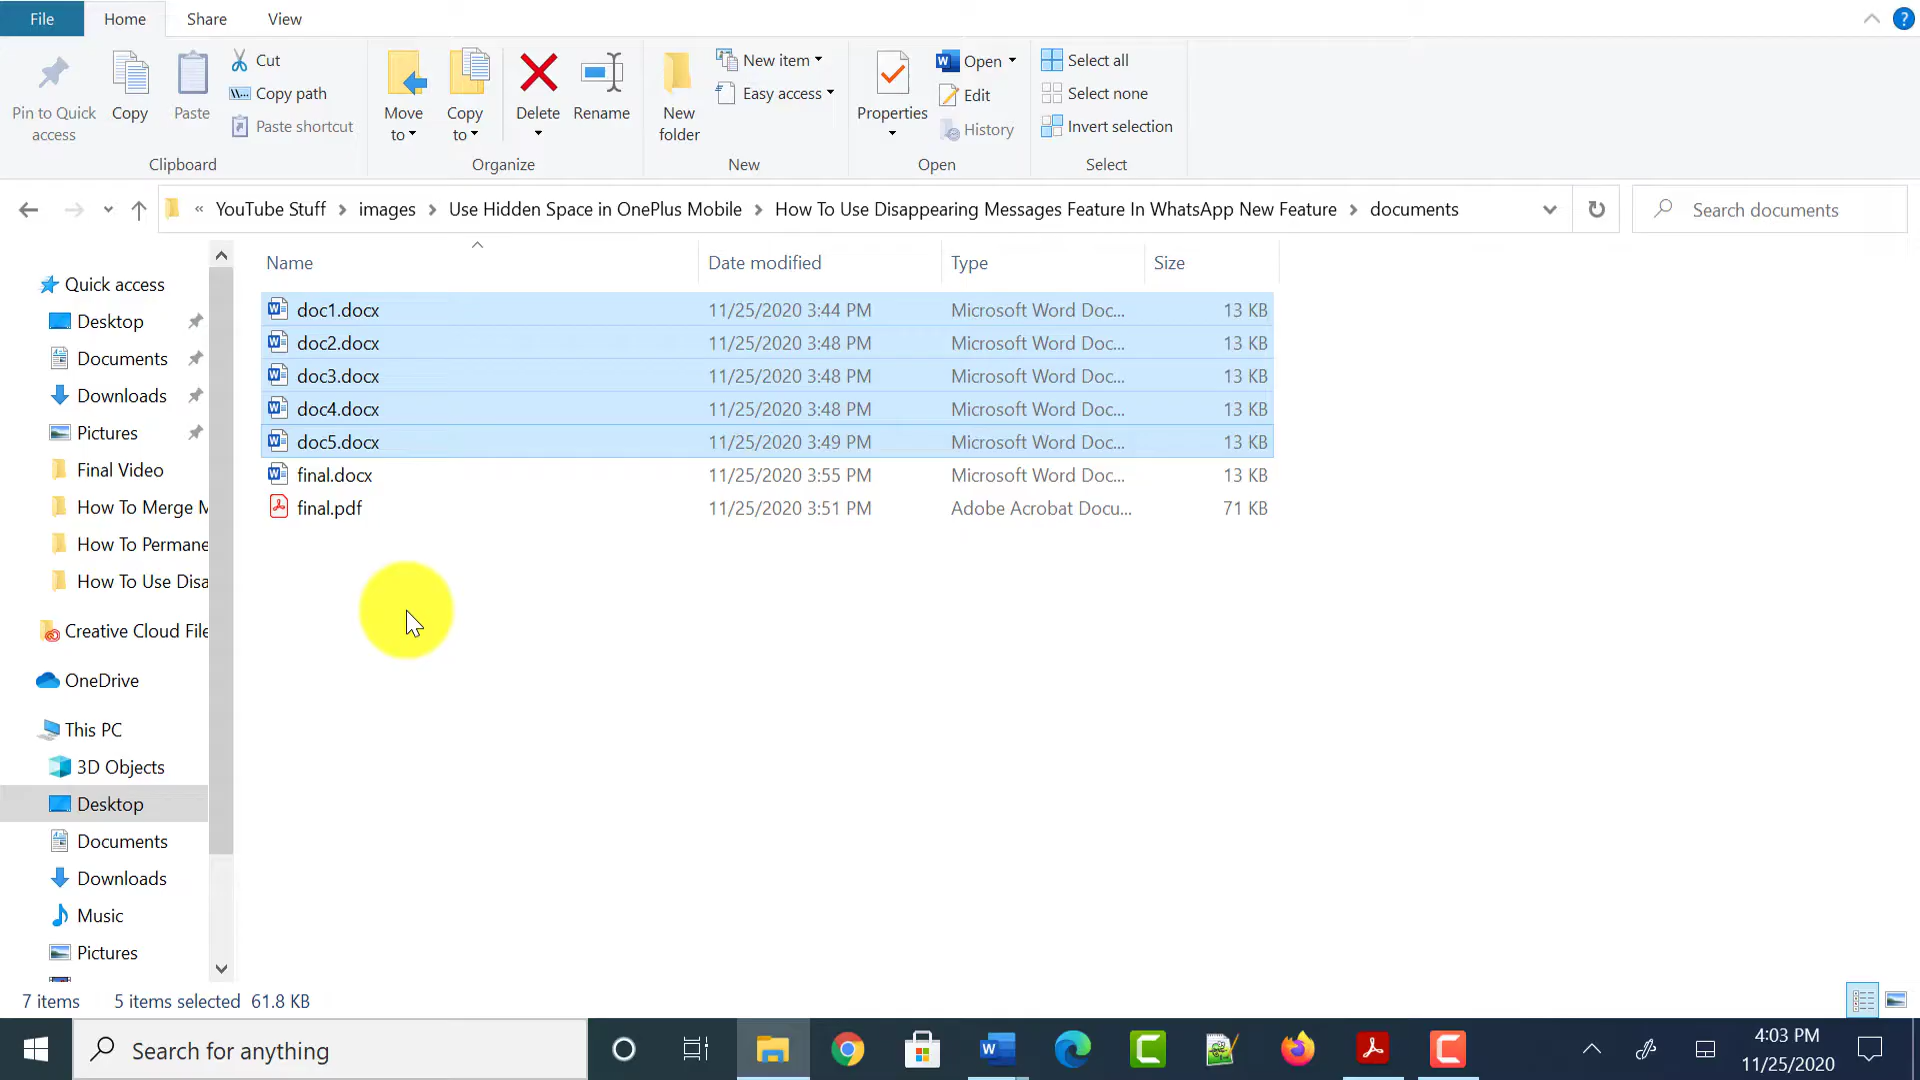 File Home Share View
Pin to Quick access
Copy
Paste
Cut
Copy path
Paste shortcut
Clipboard
Move to
Copy to
Delete
Rename
Organize
New folder
New item
Easy access
New
Properties
Open
Edit
History
Open
Select all
Select none
Invert selection
Select
« YouTube Stuff > images > Use Hidden Space in OnePlus Mobile > How To Use Disappearing Messages Feature In WhatsApp New Feature > documents
Search documents
Quick access
Desktop
Documents
Downloads
Pictures
Final Video
How To Merge M
How To Permane
How To Use Disa
Creative Cloud File
OneDrive
This PC
3D Objects
Desktop
Documents
Downloads
Music
Pictures
Name Date modified Type Size
doc1.docx 11/25/2020 3:44 PM Microsoft Word Doc... 13 KB
doc2.docx 11/25/2020 3:48 PM Microsoft Word Doc... 13 KB
doc3.docx 11/25/2020 3:48 PM Microsoft Word Doc... 13 KB
doc4.docx 11/25/2020 3:48 PM Microsoft Word Doc... 13 KB
doc5.docx 11/25/2020 3:49 PM Microsoft Word Doc... 13 KB
final.docx 11/25/2020 3:55 PM Microsoft Word Doc... 13 KB
final.pdf 11/25/2020 3:51 PM Adobe Acrobat Docu... 71 KB
7 items 5 items selected 61.8 KB
Search for anything
4:03 PM
11/25/2020